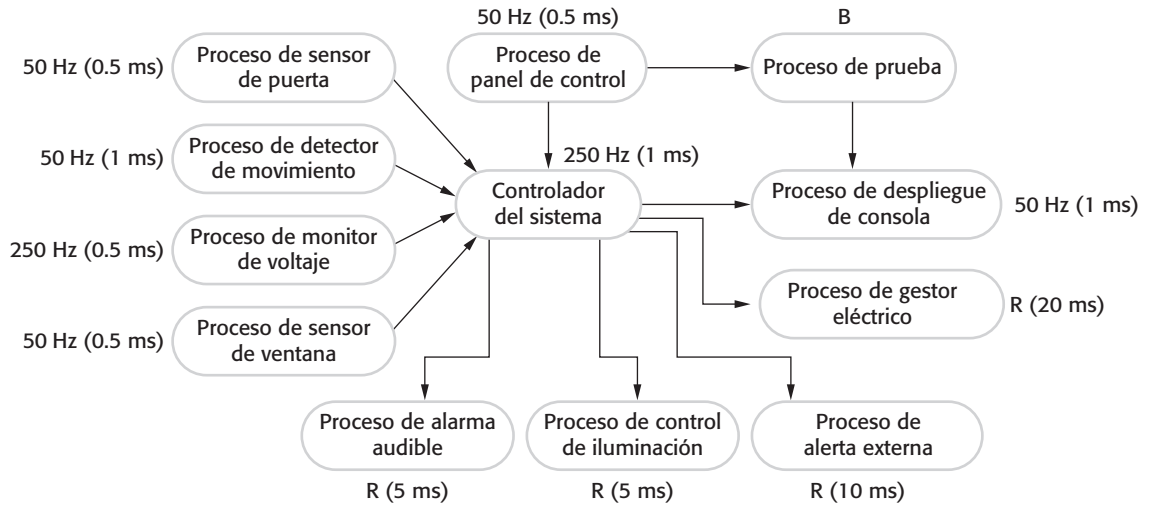 50 Hz (0.5 ms)
Proceso de
panel de control
B
Proceso de prueba
50 Hz (0.5 ms)
Proceso de sensor
de puerta
50 Hz (1 ms)
Proceso de detector
de movimiento
250 Hz (0.5 ms)
Proceso de monitor
de voltaje
50 Hz (0.5 ms)
Proceso de sensor
de ventana
250 Hz (1 ms)
Controlador
del sistema
Proceso de despliegue
de consola
50 Hz (1 ms)
Proceso de gestor
eléctrico
R (20 ms)
Proceso de alarma
audible
R (5 ms)
Proceso de control
de iluminación
R (5 ms)
Proceso de
alerta externa
R (10 ms)